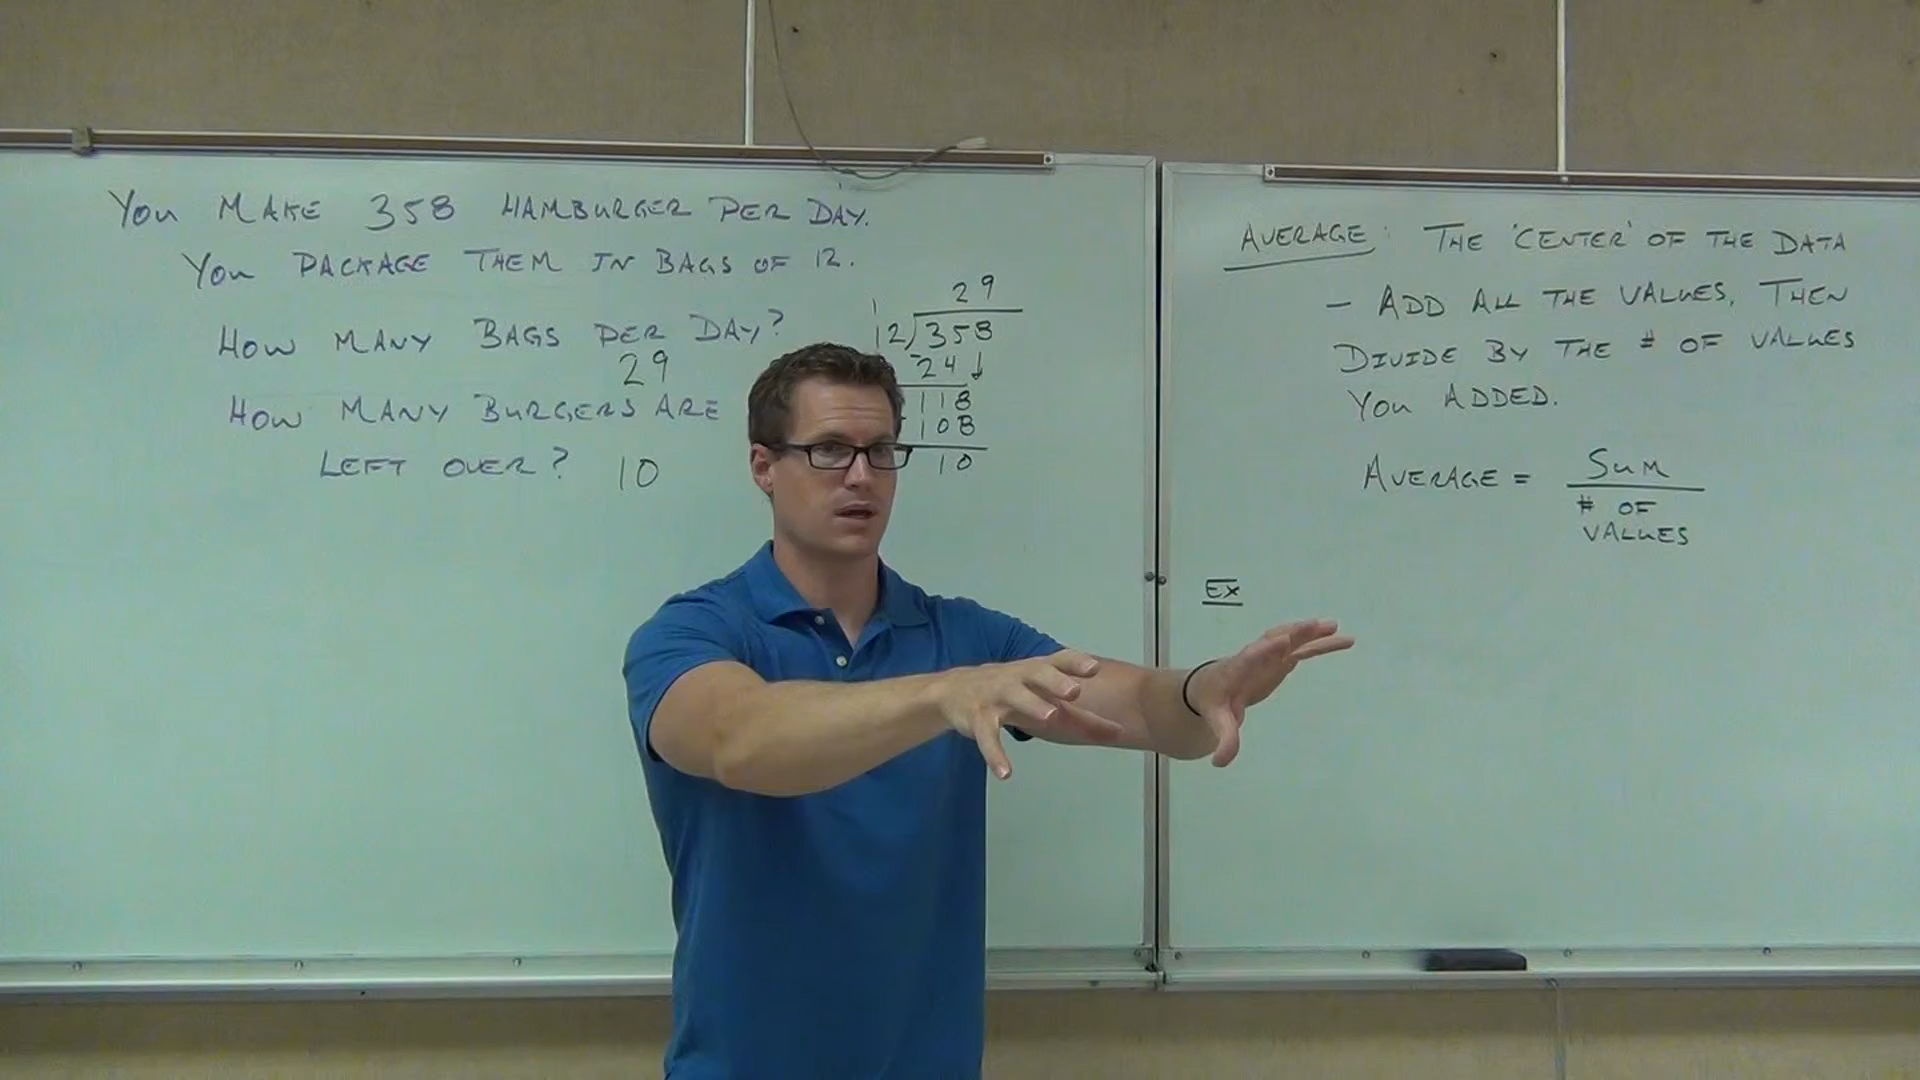 You MAKE 358 HAMBURGER PER DAY.
You PACKAGE THEM IN BAGS OF 12.
HOW MANY BAGS PER DAY?
29
HOW MANY BURGERS ARE
LEFT OVER? 10
29
1
12)358
-24↓
118
108
10
AVERAGE: THE 'CENTER' OF THE DATA
- ADD ALL THE VALUES, THEN
DIVIDE BY THE # OF VALUES
You ADDED.
AVERAGE = SuM
# OF
VALUES
EX